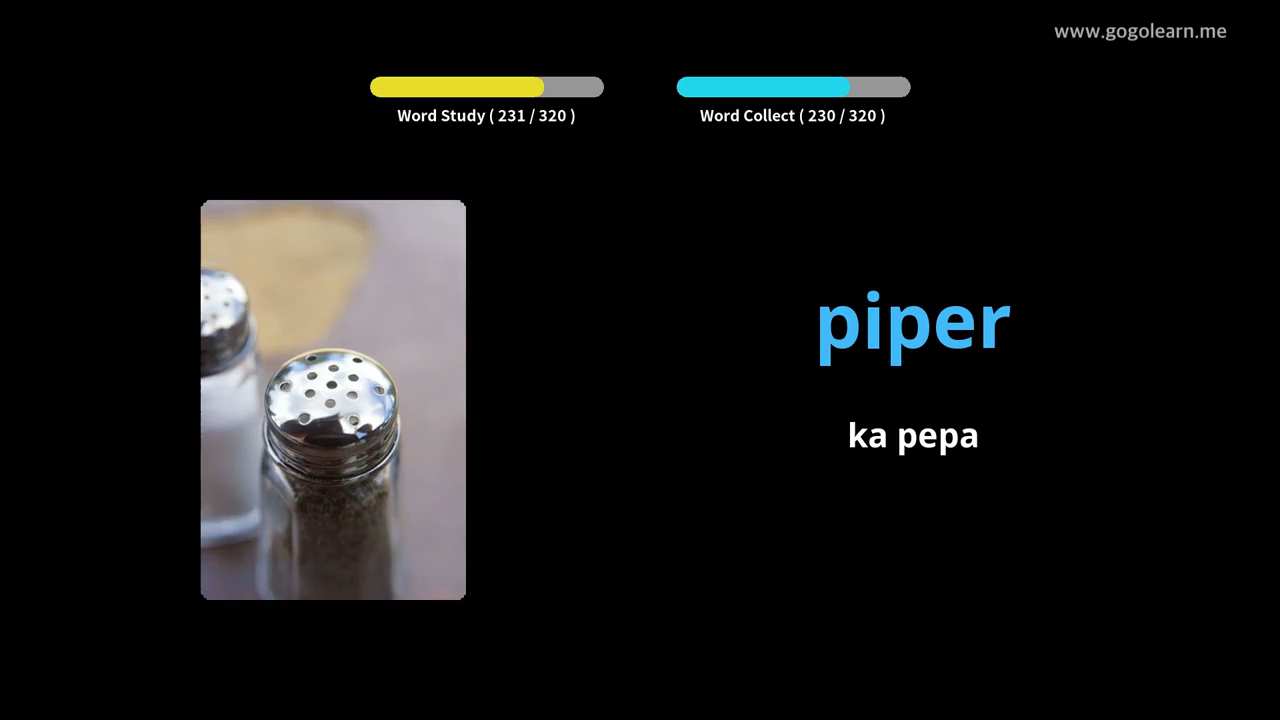 www.gogolearn.me
Word Study ( 231 / 320 )
Word Collect ( 230 / 320 )
piper
ka pepa